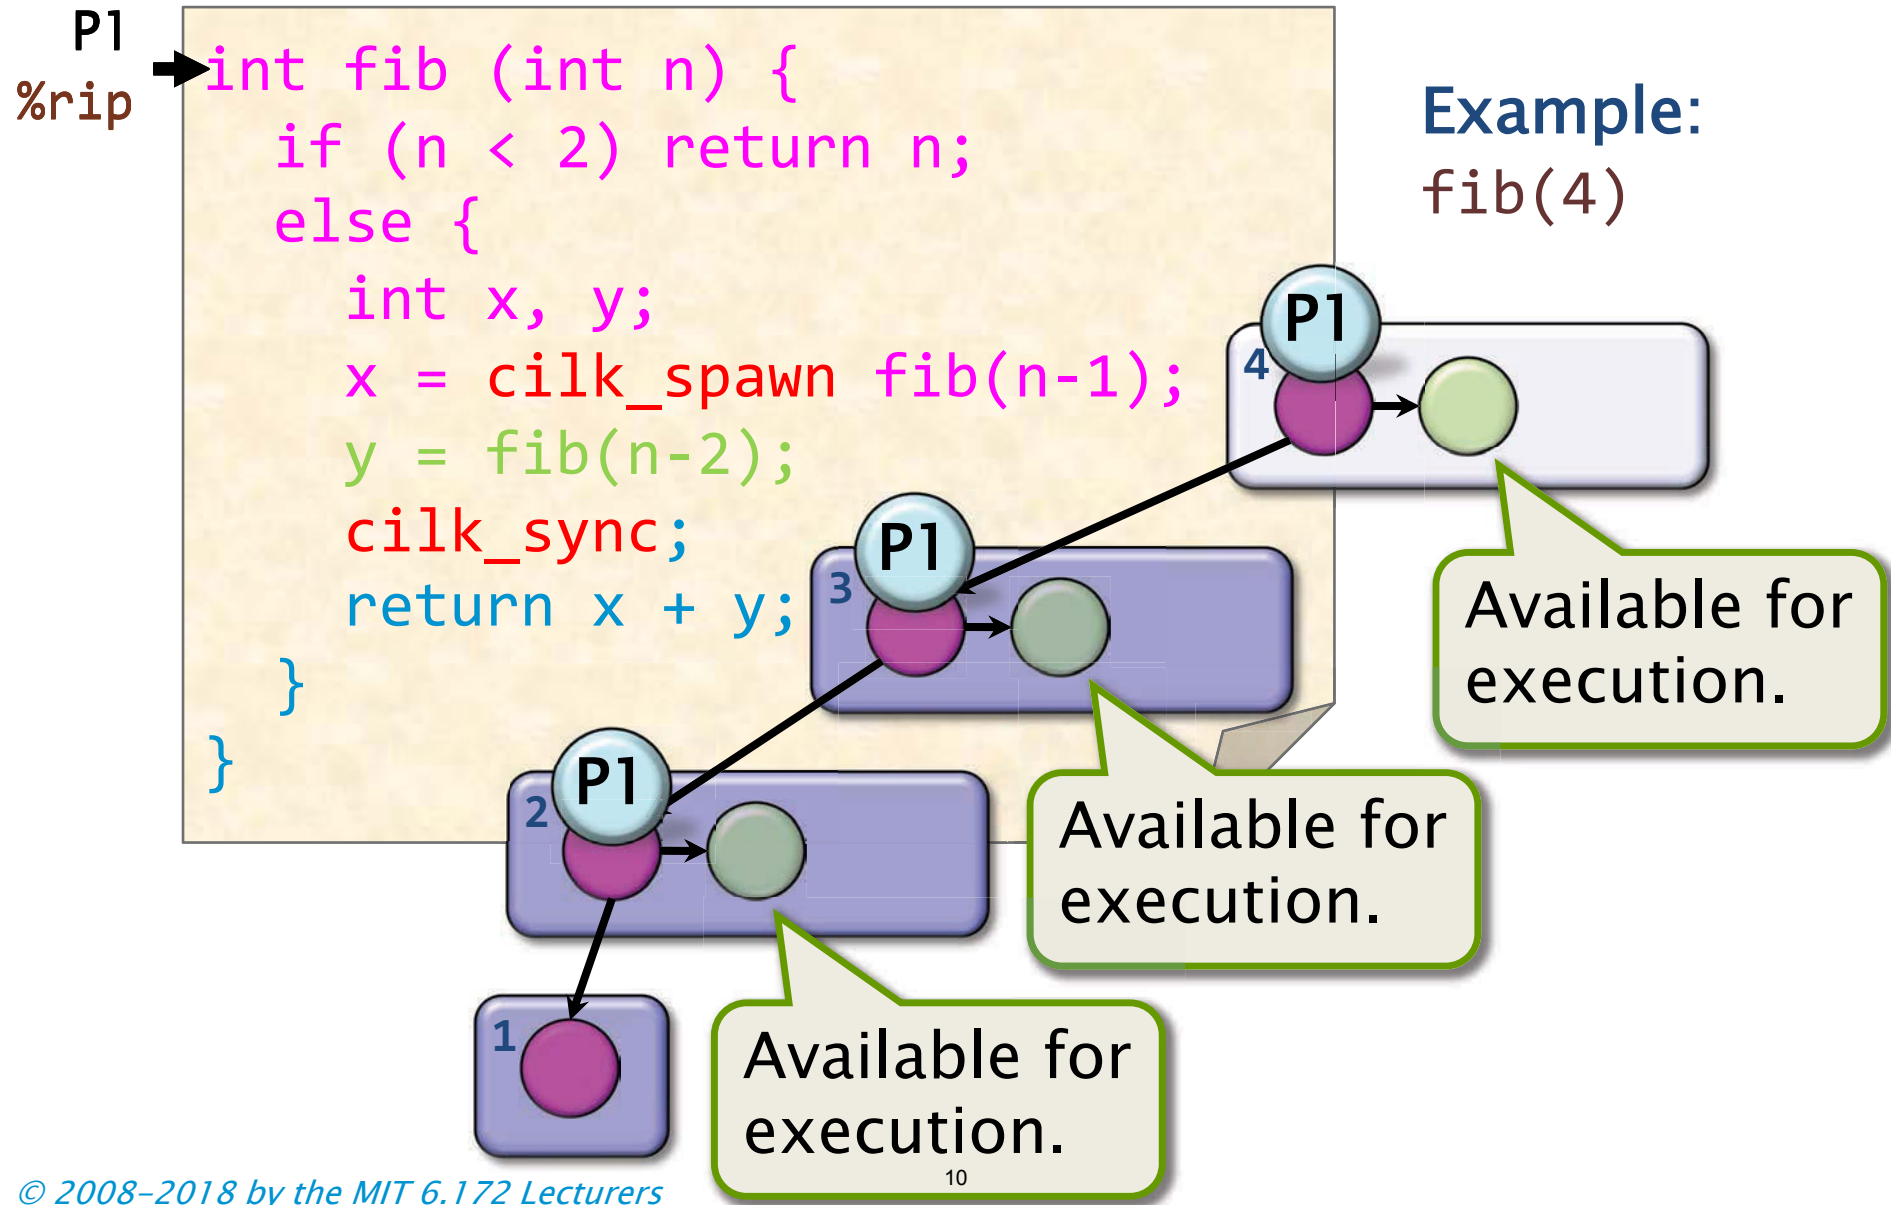 P1
%rip
int fib (int n) {
if (n < 2) return n;
else {
int x, y;
x = cilk_spawn fib(n-1);
y = fib(n-2);
cilk_sync;
return x + y;
}
}
Example:
fib(4)
P1
4
Available for
execution.
P1
3
Available for
execution.
P1
2
Available for
execution.
1
10
© 2008–2018 by the MIT 6.172 Lecturers